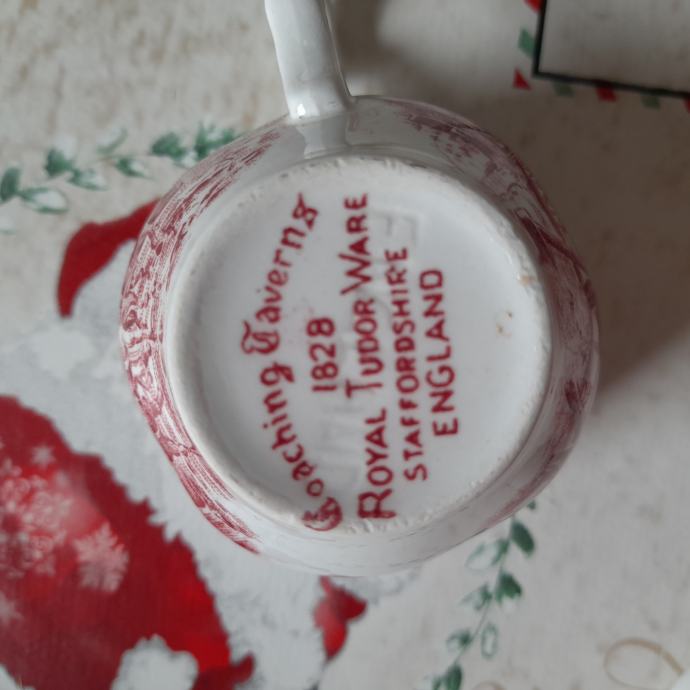 Coaching Taverns
1828
ROYAL TUDOR WARE
STAFFORDSHIRE
ENGLAND